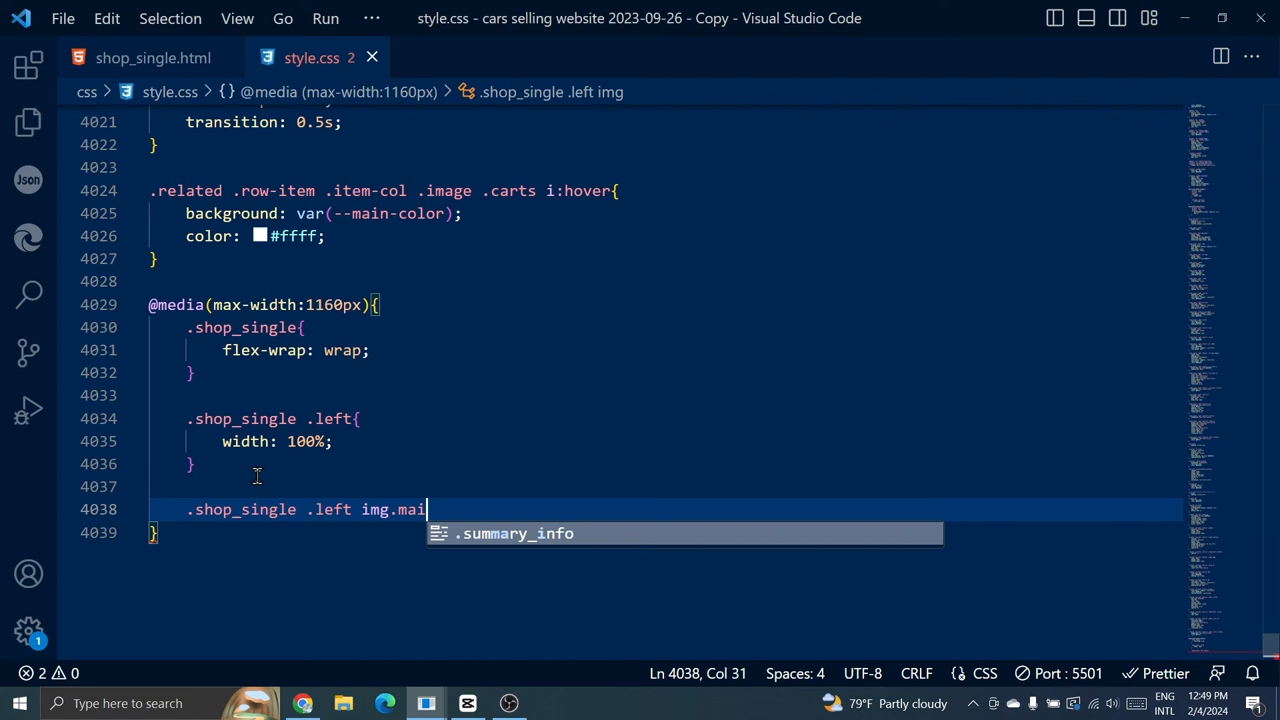 File Edit Selection View Go Run ··· style.css - cars selling website 2023-09-26 - Copy - Visual Studio Code
shop_single.html style.css 2
css > style.css > {} @media (max-width:1160px) > .shop_single .left img
4021 transition: 0.5s;
4022 }
4023
4024 .related .row-item .item-col .image .carts i:hover{
4025 background: var(--main-color);
4026 color: #ffff;
4027 }
4028
4029 @media(max-width:1160px){
4030 .shop_single{
4031 flex-wrap: wrap;
4032 }
4033
4034 .shop_single .left{
4035 width: 100%;
4036 }
4037
4038 .shop_single .left img.mai
4039 }
.summary_info
Json
1
2 0 Ln 4038, Col 31 Spaces: 4 UTF-8 CRLF CSS Port : 5501 Prettier
Type here to search 79°F Partly cloudy ENG INTL 12:49 PM 2/4/2024